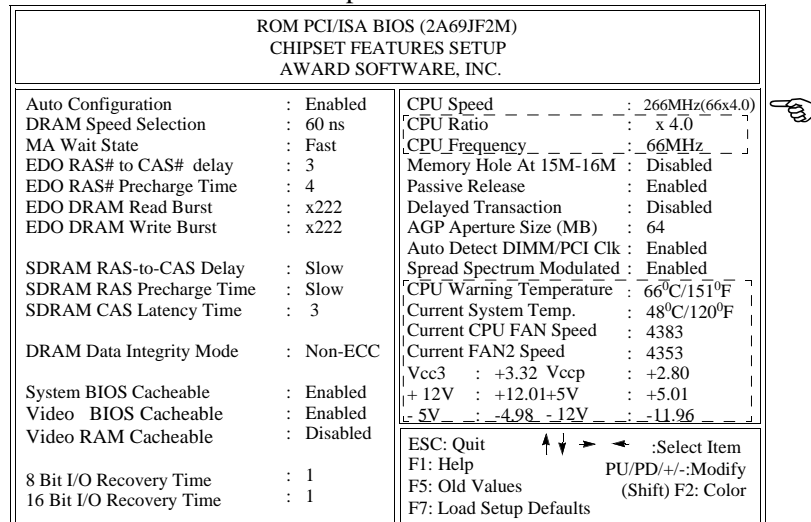 ROM PCI/ISA BIOS (2A69JF2M)
CHIPSET FEATURES SETUP
AWARD SOFTWARE, INC.
Auto Configuration : Enabled
DRAM Speed Selection : 60 ns
MA Wait State : Fast
EDO RAS# to CAS# delay : 3
EDO RAS# Precharge Time : 4
EDO DRAM Read Burst : x222
EDO DRAM Write Burst : x222
SDRAM RAS-to-CAS Delay : Slow
SDRAM RAS Precharge Time : Slow
SDRAM CAS Latency Time : 3
DRAM Data Integrity Mode : Non-ECC
System BIOS Cacheable : Enabled
Video BIOS Cacheable : Enabled
Video RAM Cacheable : Disabled
8 Bit I/O Recovery Time : 1
16 Bit I/O Recovery Time : 1
CPU Speed : 266MHz(66x4.0)
CPU Ratio : x 4.0
CPU Frequency : 66MHz
Memory Hole At 15M-16M : Disabled
Passive Release : Enabled
Delayed Transaction : Disabled
AGP Aperture Size (MB) : 64
Auto Detect DIMM/PCI Clk : Enabled
Spread Spectrum Modulated : Enabled
CPU Warning Temperature : 66⁰C/151⁰F
Current System Temp. : 48⁰C/120⁰F
Current CPU FAN Speed : 4383
Current FAN2 Speed : 4353
Vcc3 : +3.32 Vccp : +2.80
+ 12V : +12.01+5V : +5.01
- 5V : -4.98 - 12V : -11.96
ESC: Quit :Select Item
F1: Help PU/PD/+/-:Modify
F5: Old Values (Shift) F2: Color
F7: Load Setup Defaults